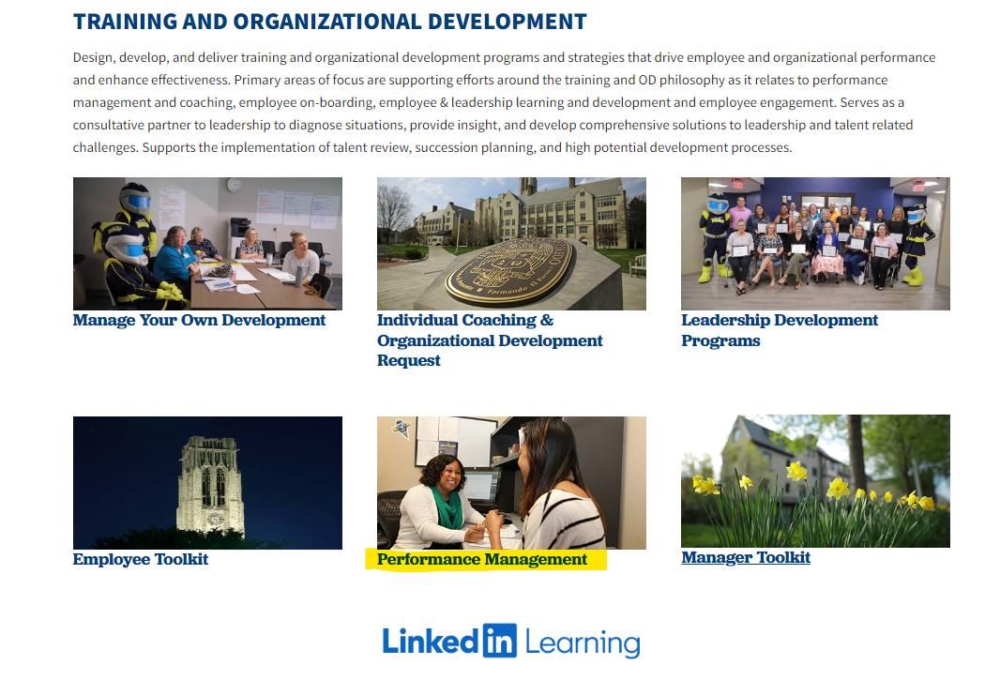 TRAINING AND ORGANIZATIONAL DEVELOPMENT
Design, develop, and deliver training and organizational development programs and strategies that drive employee and organizational performance
and enhance effectiveness. Primary areas of focus are supporting efforts around the training and OD philosophy as it relates to performance
management and coaching, employee on-boarding, employee & leadership learning and development and employee engagement. Serves as a
consultative partner to leadership to diagnose situations, provide insight, and develop comprehensive solutions to leadership and talent related
challenges. Supports the implementation of talent review, succession planning, and high potential development processes.
Manage Your Own Development
Individual Coaching &
Organizational Development
Request
Leadership Development
Programs
Employee Toolkit
Performance Management
Manager Toolkit
Linked in Learning